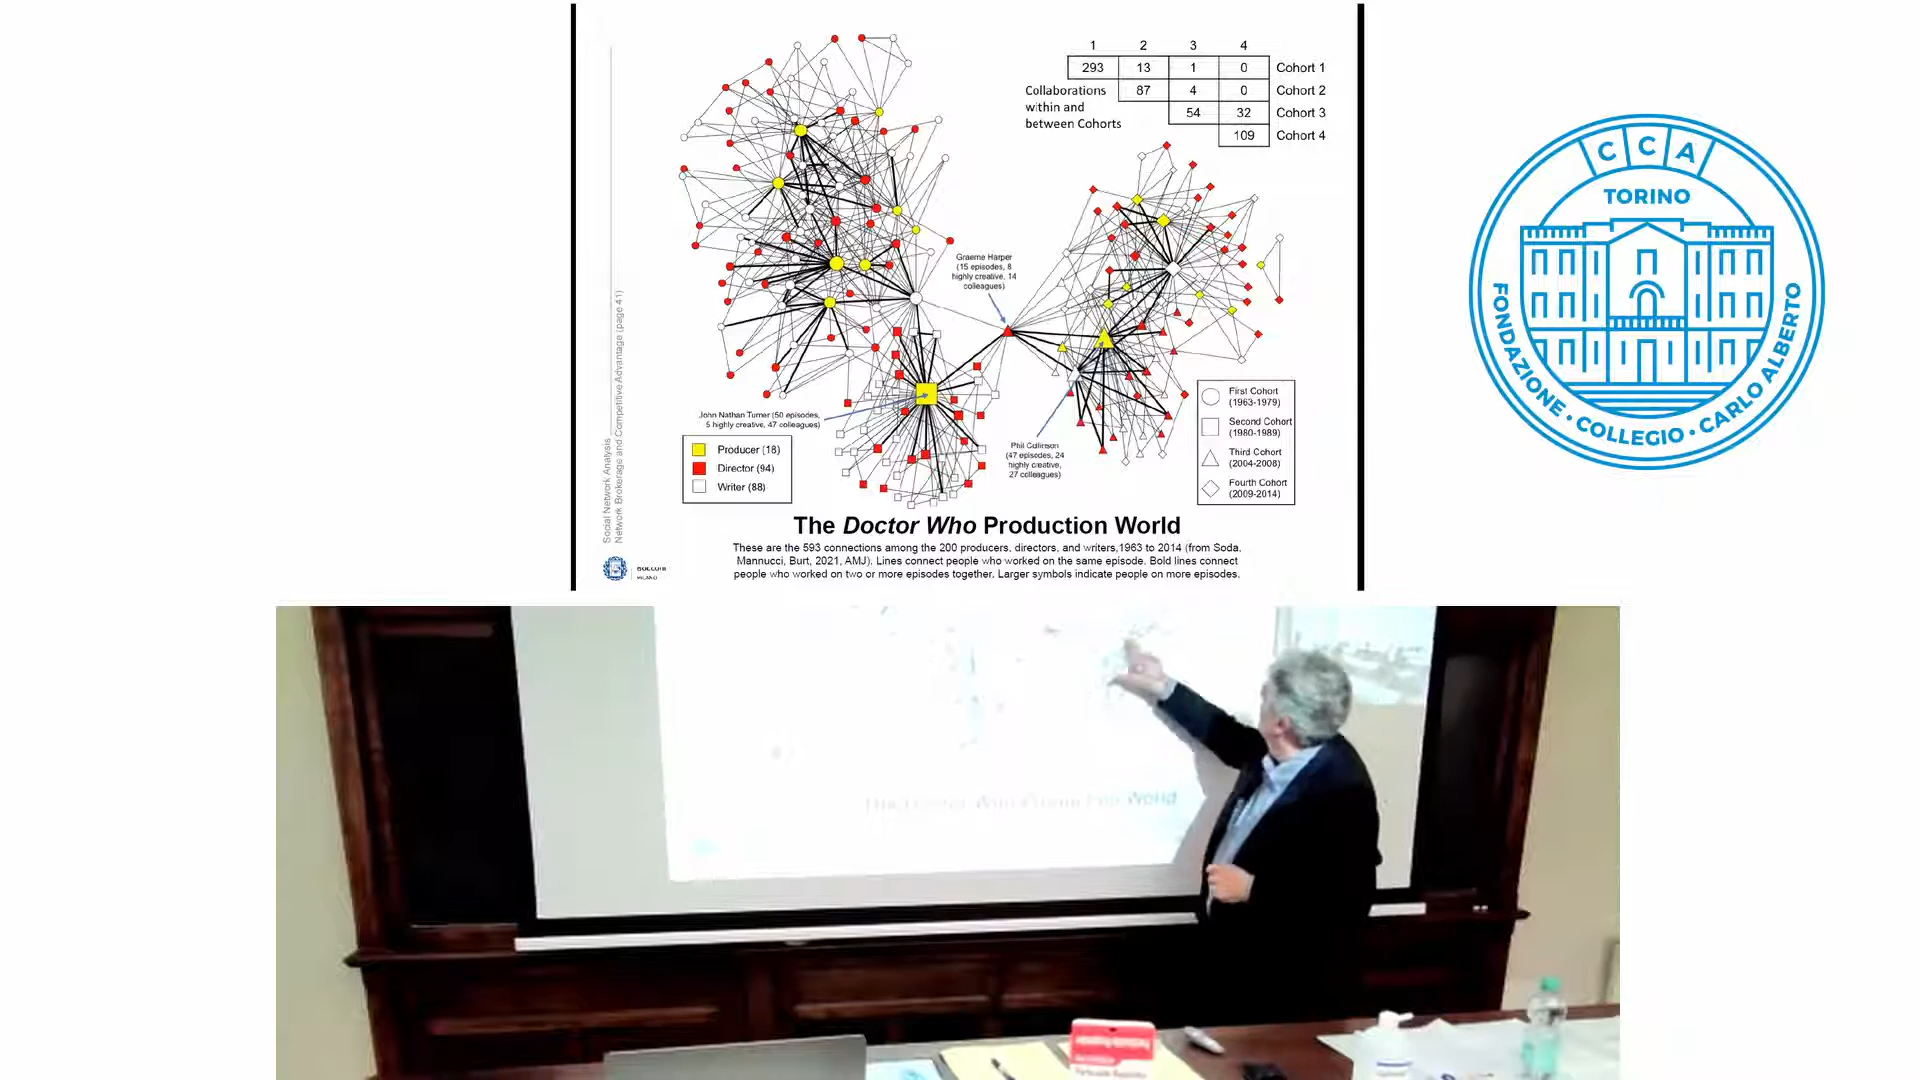 1 2 3 4
293 13 1 0 Cohort 1
87 4 0 Cohort 2
54 32 Cohort 3
109 Cohort 4
Collaborations
within and
between Cohorts
Graeme Harper
(15 episodes, 8
highly creative, 14
colleagues)
John Nathan Turner (50 episodes,
5 highly creative, 47 colleagues)
Phil Collinson
(47 episodes, 24
highly creative,
27 colleagues)
Producer (18)
Director (94)
Writer (88)
First Cohort
(1963-1979)
Second Cohort
(1980-1989)
Third Cohort
(2004-2008)
Fourth Cohort
(2009-2014)
The Doctor Who Production World
These are the 593 connections among the 200 producers, directors, and writers,1963 to 2014 (from Soda,
Mannucci, Burt, 2021, AMJ). Lines connect people who worked on the same episode. Bold lines connect
people who worked on two or more episodes together. Larger symbols indicate people on more episodes.
Social Network Analysis
Network Brokerage and Competitive Advantage (page 41)
BOCCONI
MILANO
CCA
TORINO
FONDAZIONE • COLLEGIO • CARLO ALBERTO